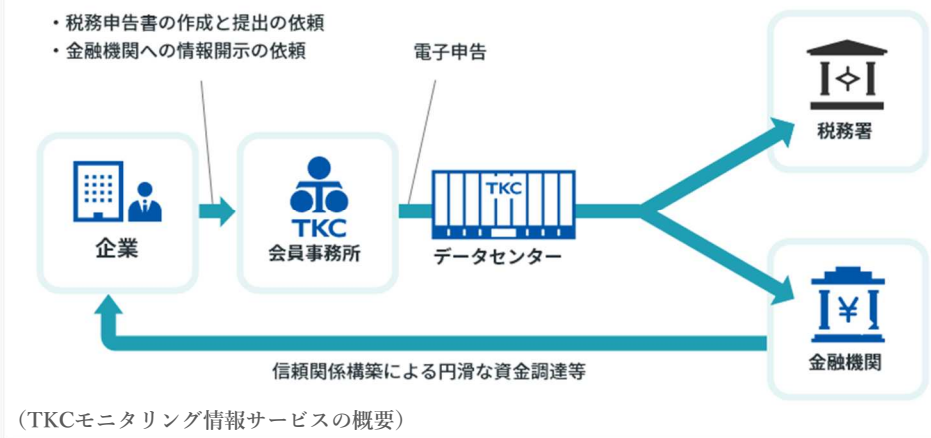 ・税務申告書の作成と提出の依頼
・金融機関への情報開示の依頼
電子申告
税務署
企業
TKC
会員事務所
TKC
データセンター
¥
金融機関
信頼関係構築による円滑な資金調達等
（TKCモニタリング情報サービスの概要）